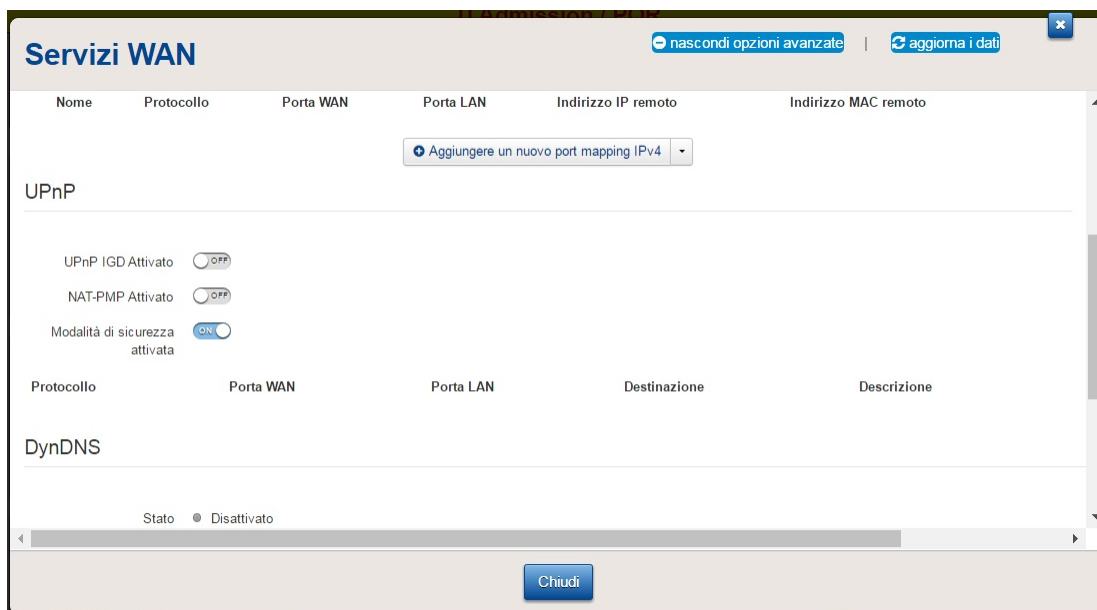 Servizi WAN
nascondi opzioni avanzate | aggiorna i dati
Nome Protocollo Porta WAN Porta LAN Indirizzo IP remoto Indirizzo MAC remoto
Aggiungere un nuovo port mapping IPv4
UPnP
UPnP IGD Attivato OFF
NAT-PMP Attivato OFF
Modalità di sicurezza ON
attivata
Protocollo Porta WAN Porta LAN Destinazione Descrizione
DynDNS
Stato Disattivato
Chiudi